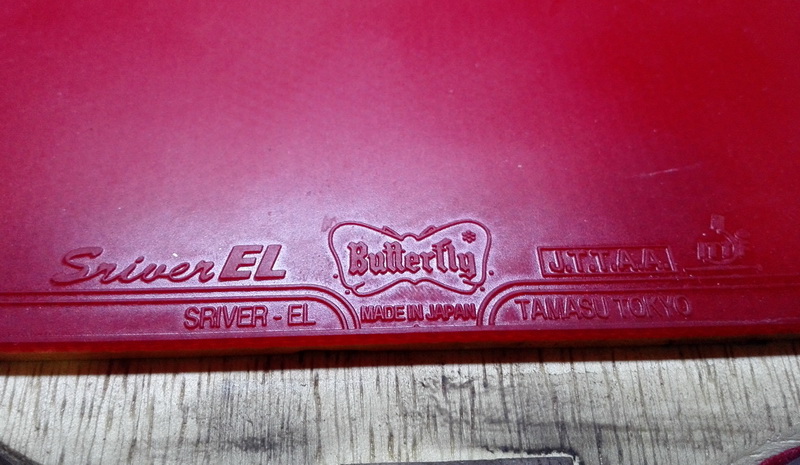 Sriver EL
Butterfly*
J.T.T.A.A.
SRIVER - EL
MADE IN JAPAN
TAMASU TOKYO